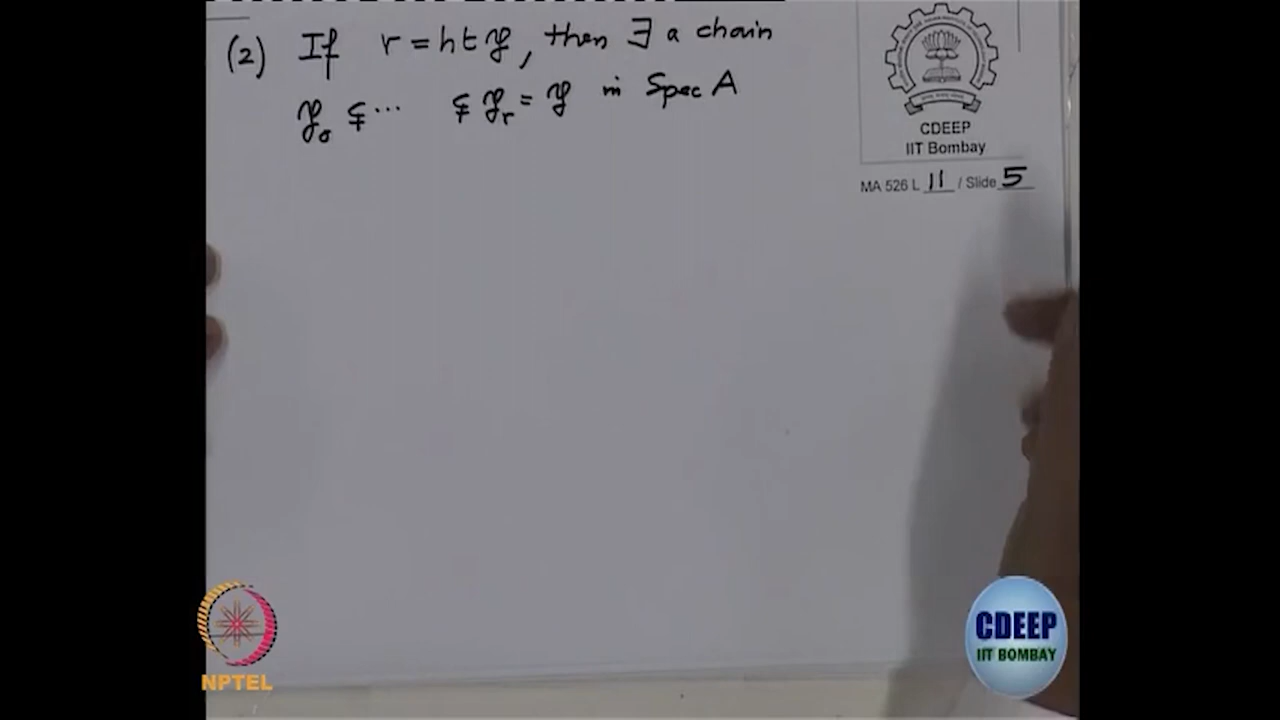 (2) If r = ht 𝔭, then ∃ a chain
𝔭₀ ⊊ ⋯ ⊊ 𝔭ᵣ = 𝔭 in Spec A
CDEEP
IIT Bombay
MA 526 L 11 / Slide 5
NPTEL
CDEEP
IIT BOMBAY